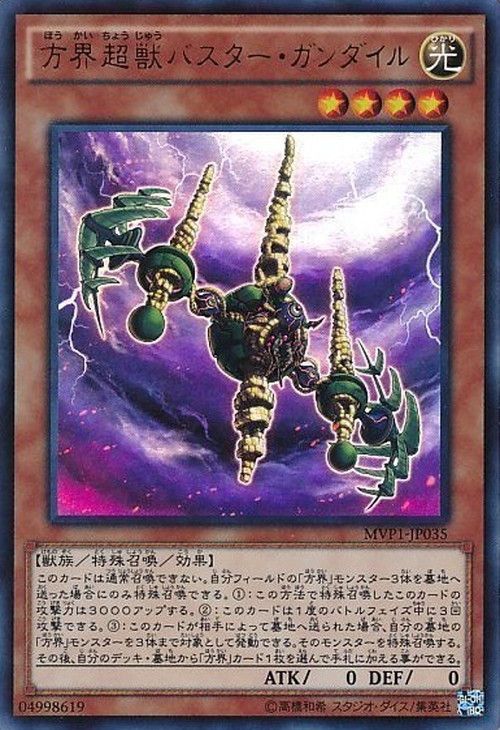 方界超獣バスター・ガンダイル
光
MVP1-JP035
【獣族/特殊召喚/効果】
このカードは通常召喚できない。自分フィールドの「方界」モンスター3体を墓地へ
送った場合にのみ特殊召喚できる。①:この方法で特殊召喚したこのカードの
攻撃力は3000アップする。②:このカードは1度のバトルフェイズ中に3回
攻撃できる。③:このカードが相手によって墓地へ送られた場合、自分の墓地の
「方界」モンスターを3体まで対象として発動できる。そのモンスターを特殊召喚する。
その後、自分のデッキ・墓地から「方界」カード1枚を選んで手札に加える事ができる。
ATK/ 0 DEF/ 0
04998619 ©高橋和希 スタジオ・ダイス/集英社